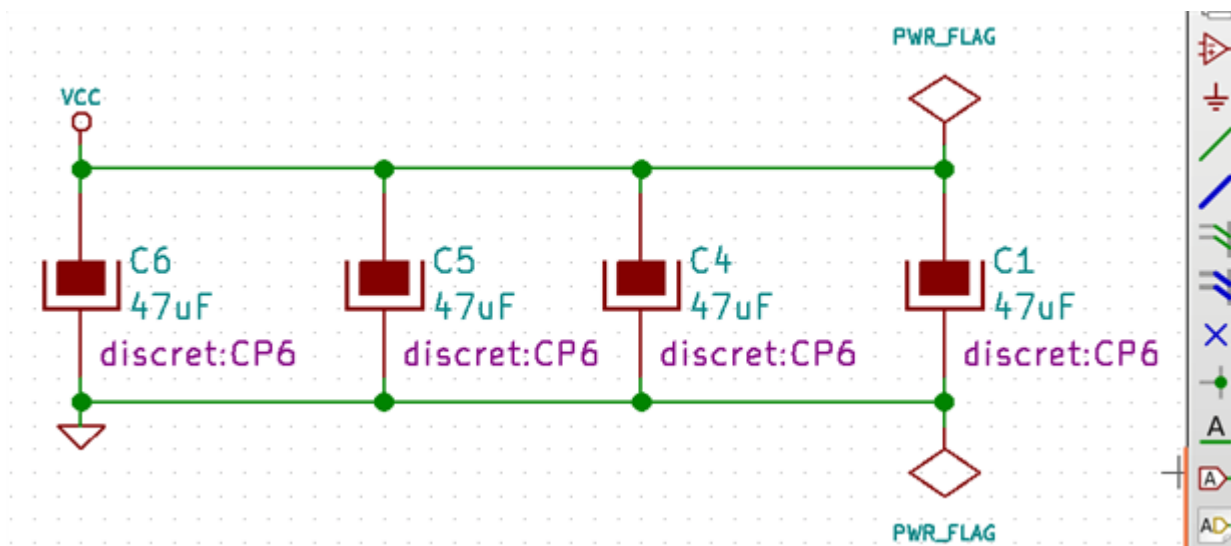 PWR_FLAG
VCC
C6
47uF
discret:CP6
C5
47uF
discret:CP6
C4
47uF
discret:CP6
C1
47uF
discret:CP6
PWR_FLAG
A
A
AD